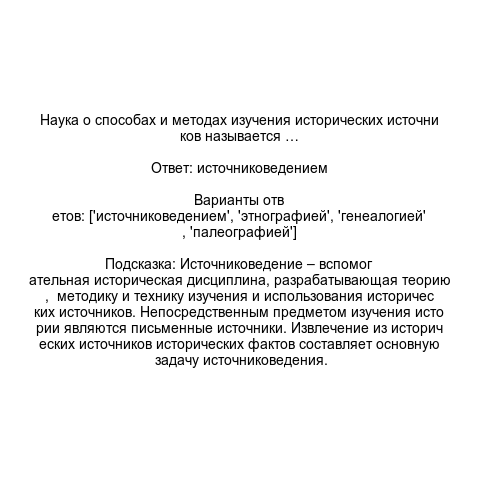 Наука о способах и методах изучения исторических источни
ков называется …
Ответ: источниковедением
Варианты отв
етов: ['источниковедением', 'этнографией', 'генеалогией'
, 'палеографией']
Подсказка: Источниковедение – вспомог
ательная историческая дисциплина, разрабатывающая теорию
,  методику и технику изучения и использования историчес
ких источников. Непосредственным предметом изучения исто
рии являются письменные источники. Извлечение из историч
еских источников исторических фактов составляет основную
задачу источниковедения.